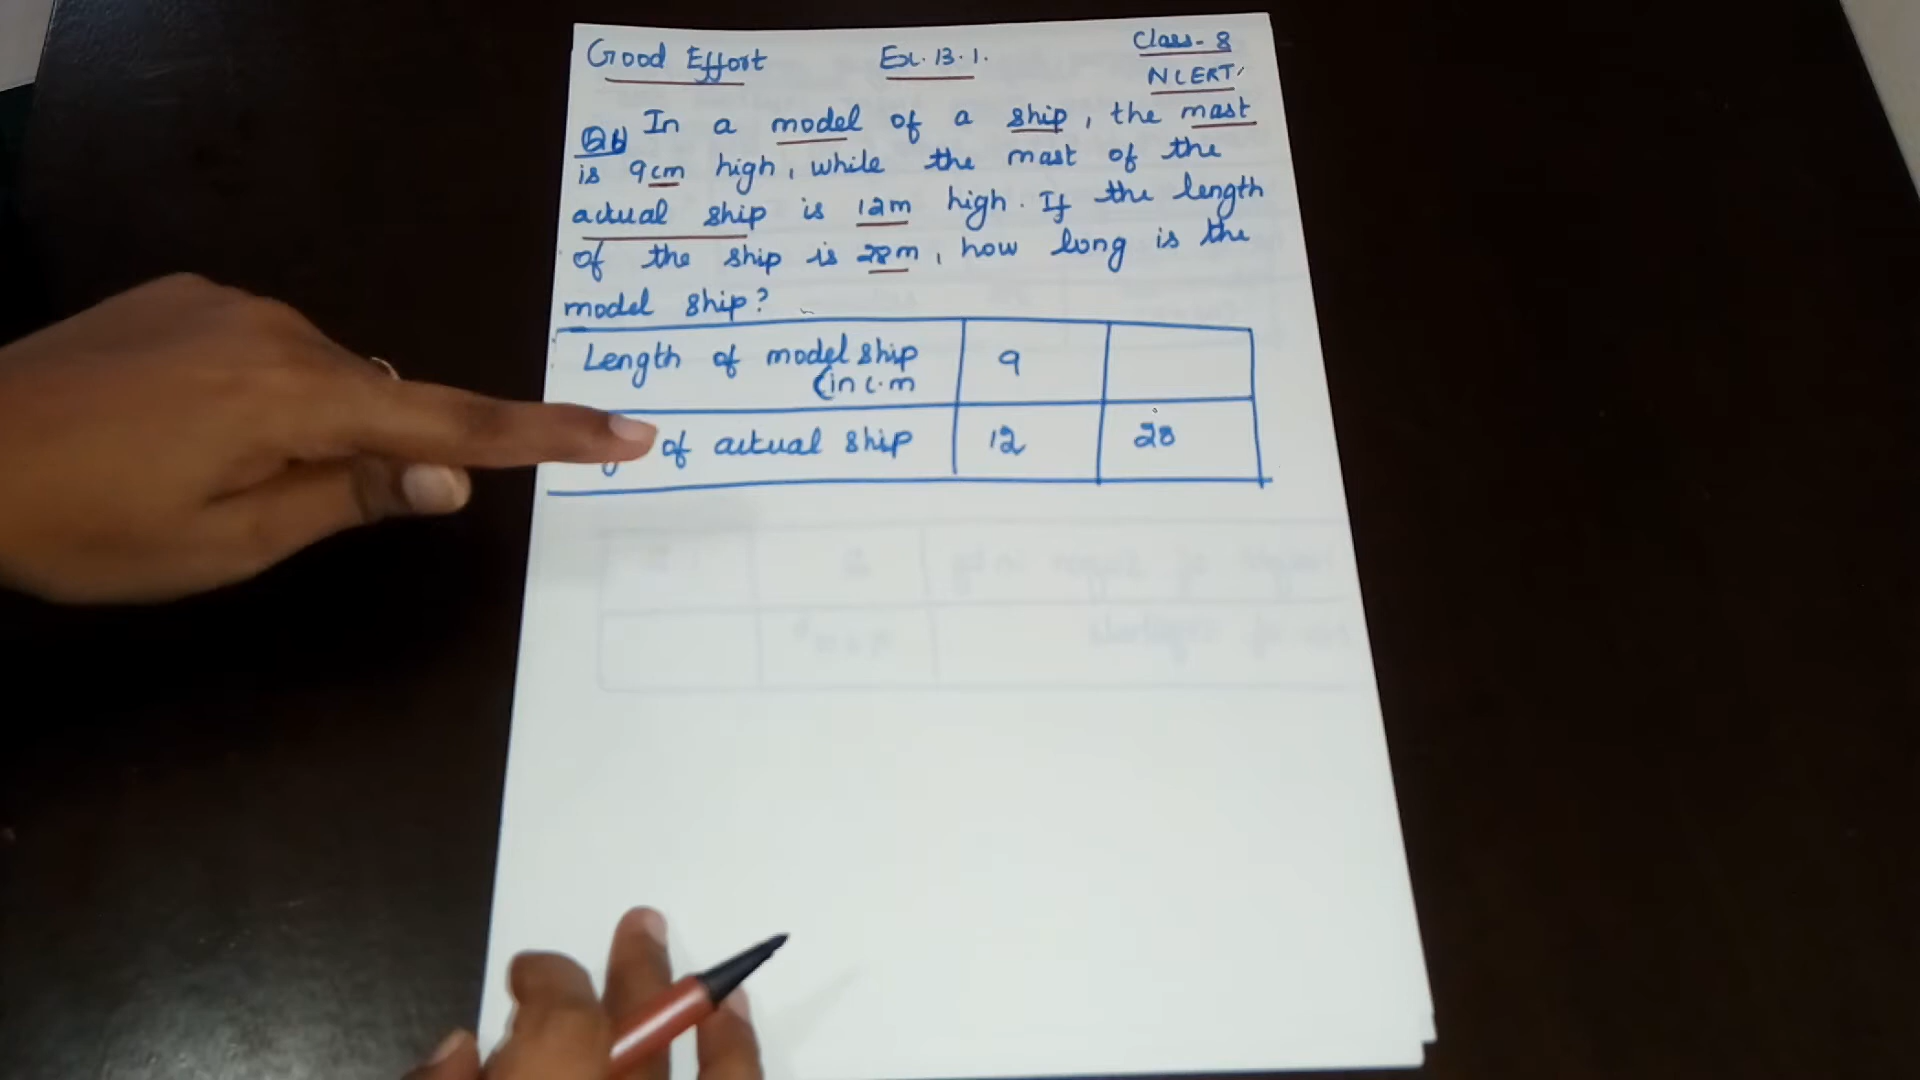 Good Effort Ex. 13.1. Class-8
NCERT
In a model of a ship, the mast
is 9cm high, while the mast of the
actual ship is 12m high. If the length
of the ship is 28m, how long is the
model ship?
Length of model ship 9
(in c.m
of actual ship 12 28